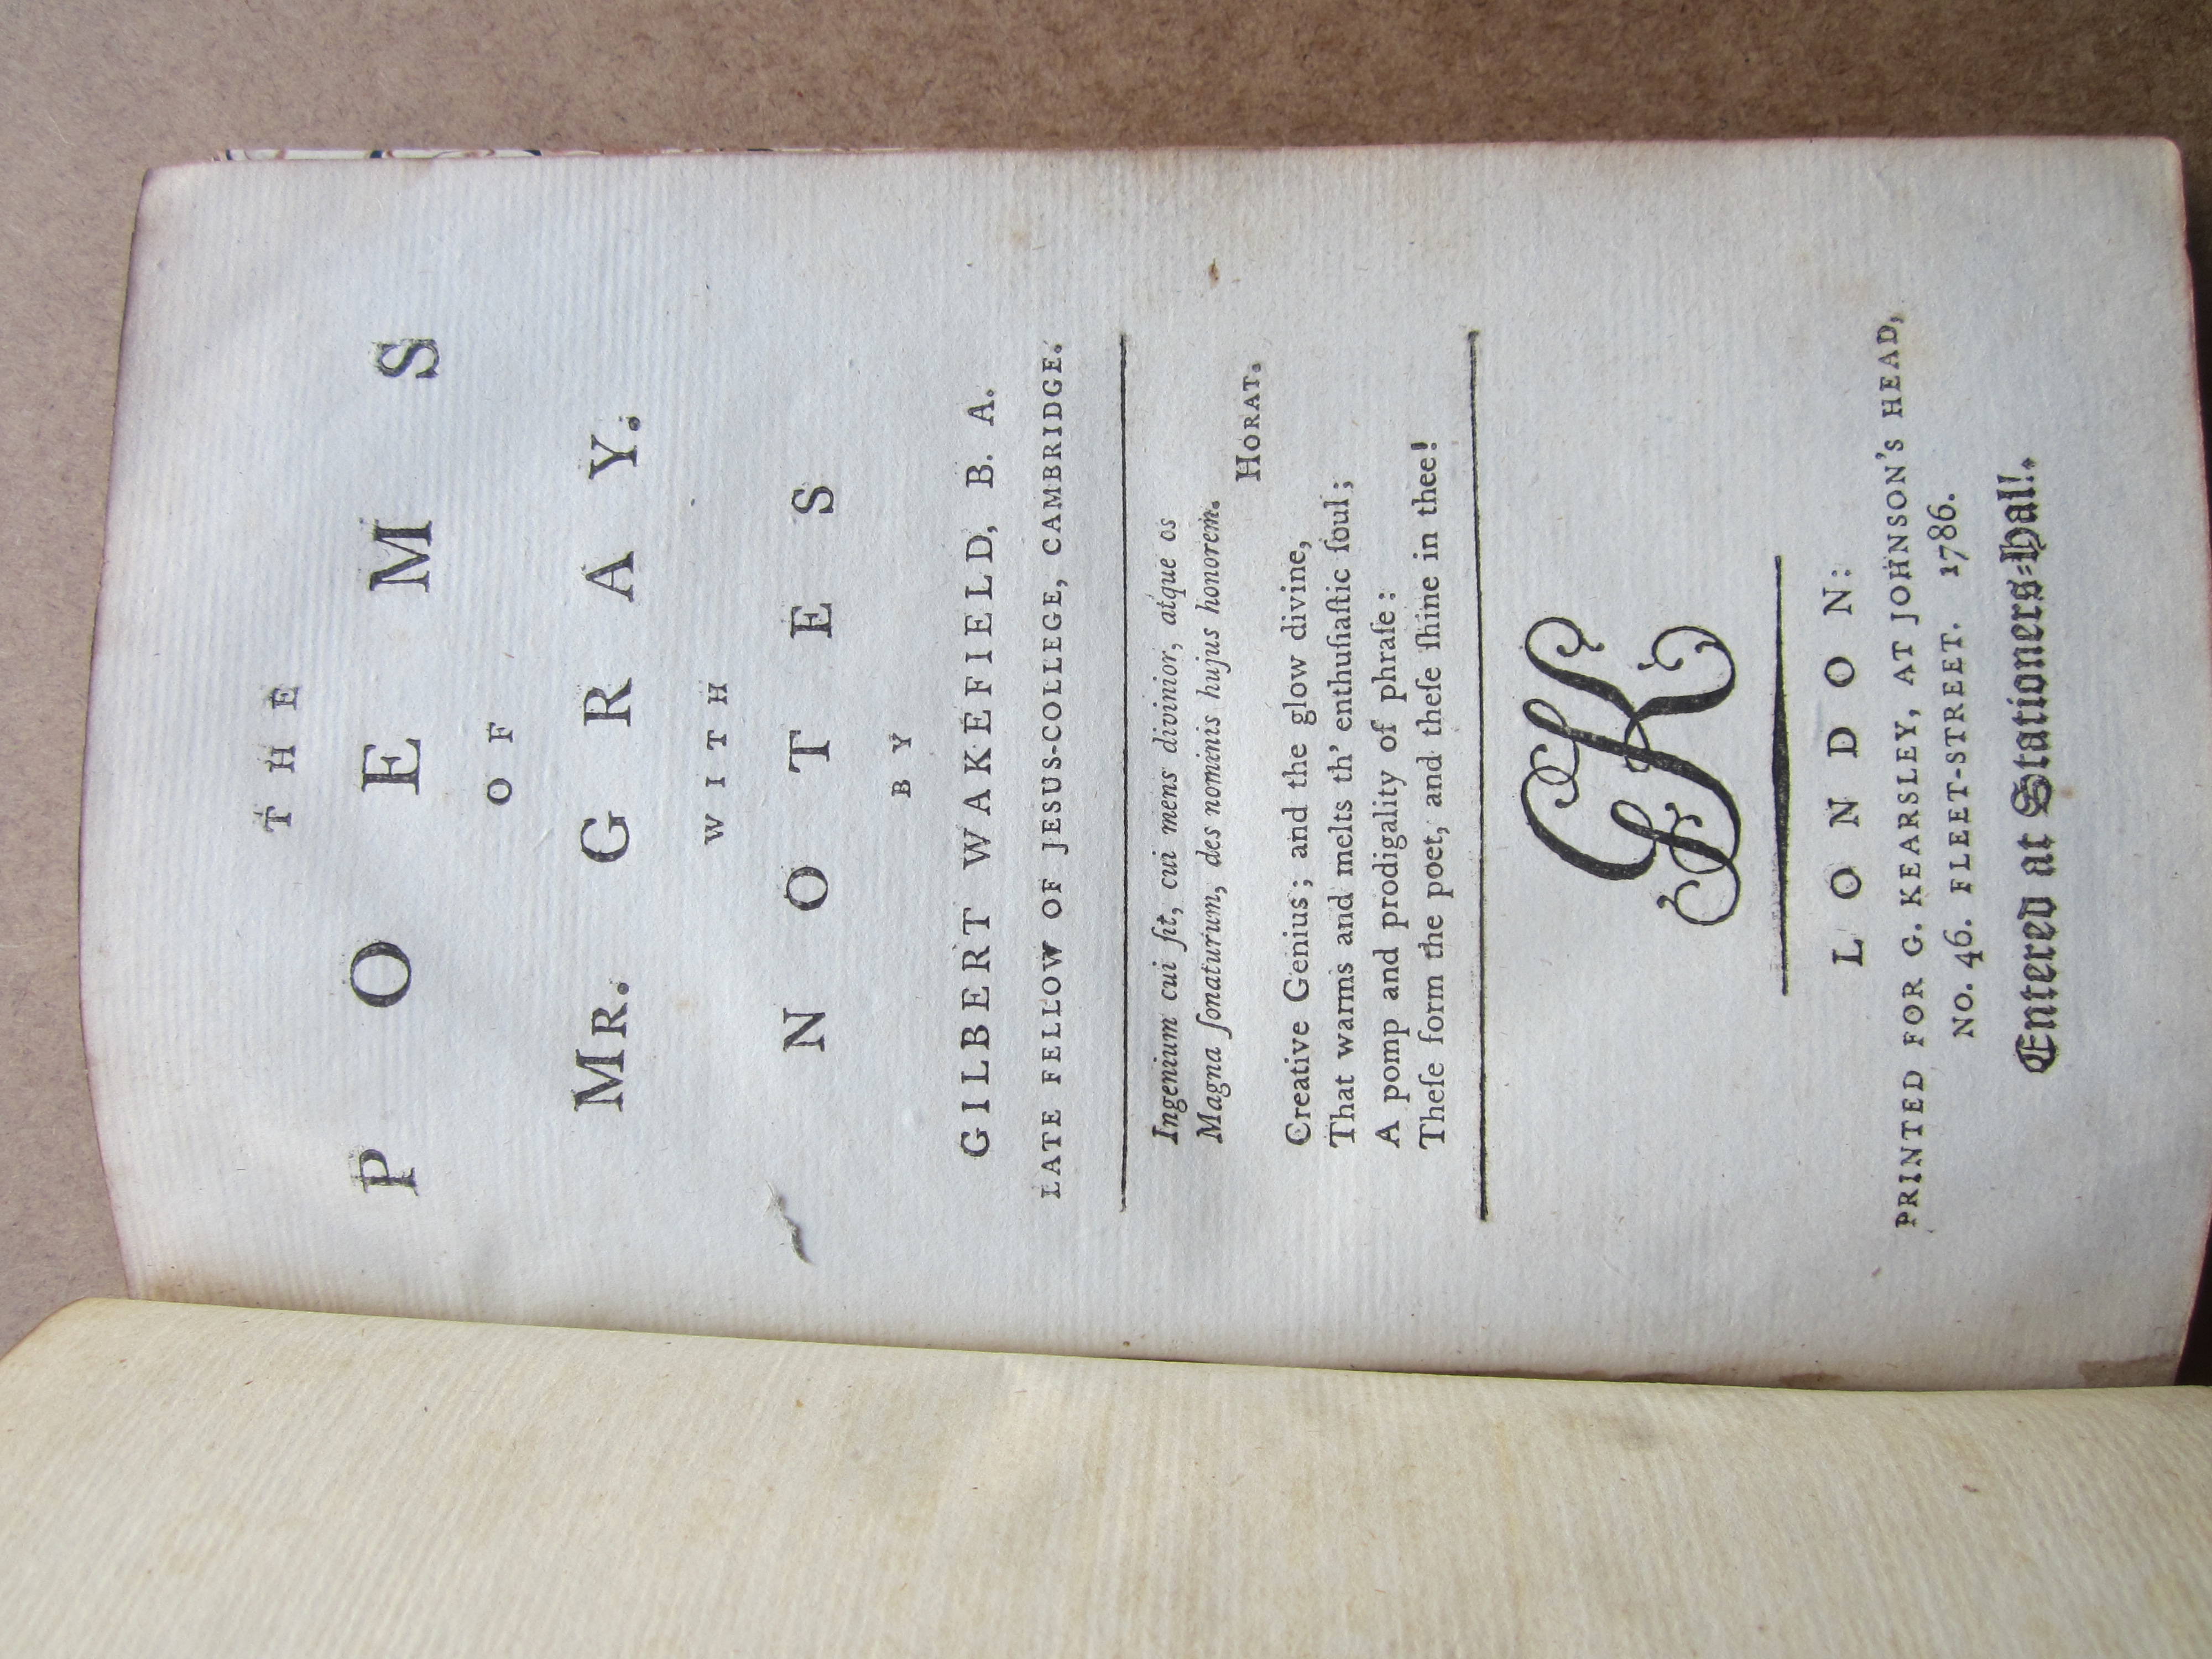 THE
POEMS
OF
MR. GRAY.
WITH
NOTES
BY
GILBERT WAKEFIELD, B. A.
LATE FELLOW OF JESUS-COLLEGE, CAMBRIDGE.
Ingenium cui ſit, cui mens divinior, atque os
Magna ſonaturum, des nominis hujus honorem.
HORAT.
Creative Genius; and the glow divine,
That warms and melts th' enthuſiaſtic ſoul;
A pomp and prodigality of phraſe:
Theſe form the poet, and theſe ſhine in thee!
GK
LONDON:
PRINTED FOR G. KEARSLEY, AT JOHNSON'S HEAD,
NO. 46. FLEET-STREET. 1786.
Entered at Stationers-Hall.